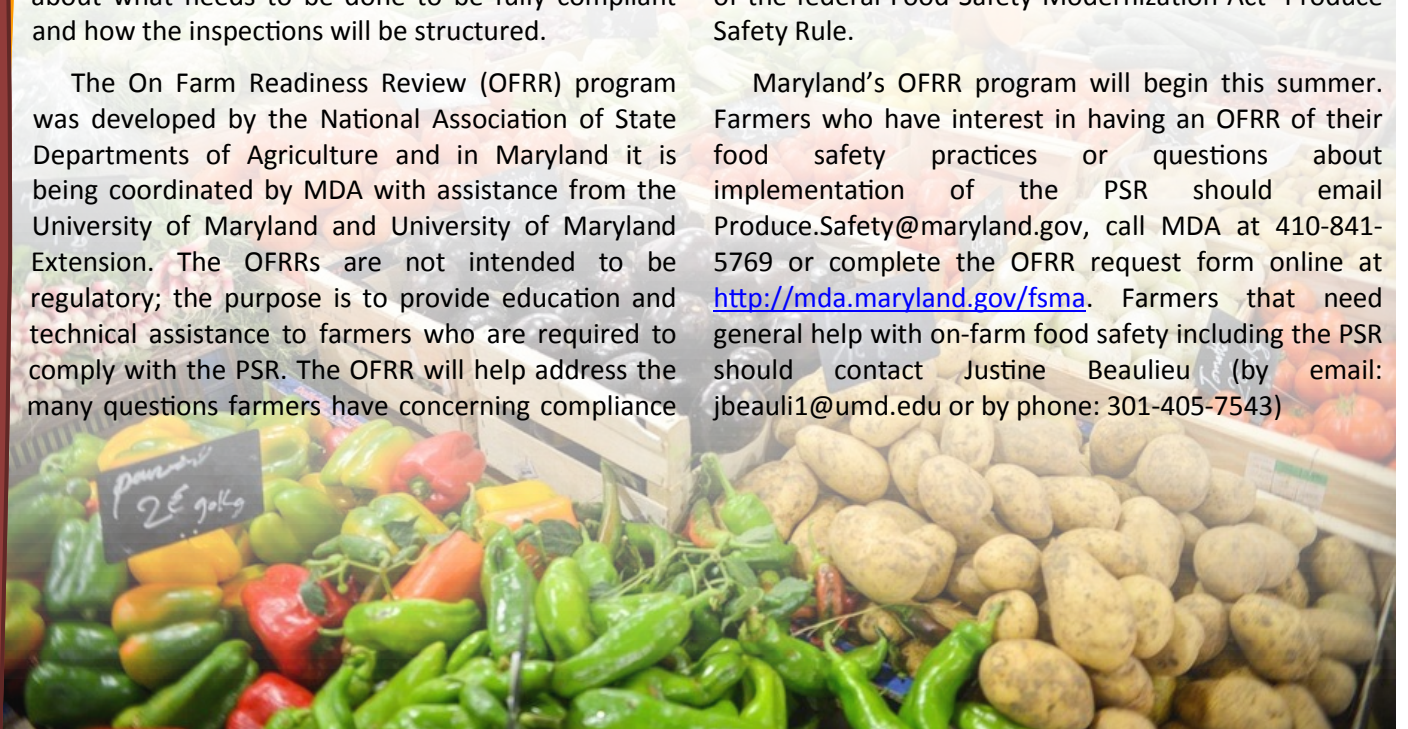 about what needs to be done to be fully compliant
and how the inspections will be structured.
The On Farm Readiness Review (OFRR) program
was developed by the National Association of State
Departments of Agriculture and in Maryland it is
being coordinated by MDA with assistance from the
University of Maryland and University of Maryland
Extension. The OFRRs are not intended to be
regulatory; the purpose is to provide education and
technical assistance to farmers who are required to
comply with the PSR. The OFRR will help address the
many questions farmers have concerning compliance
of the federal Food Safety Modernization Act Produce
Safety Rule.
Maryland's OFRR program will begin this summer.
Farmers who have interest in having an OFRR of their
food safety practices or questions about
implementation of the PSR should email
Produce.Safety@maryland.gov, call MDA at 410-841-
5769 or complete the OFRR request form online at
http://mda.maryland.gov/fsma. Farmers that need
general help with on-farm food safety including the PSR
should contact Justine Beaulieu (by email:
jbeauli1@umd.edu or by phone: 301-405-7543)
2€